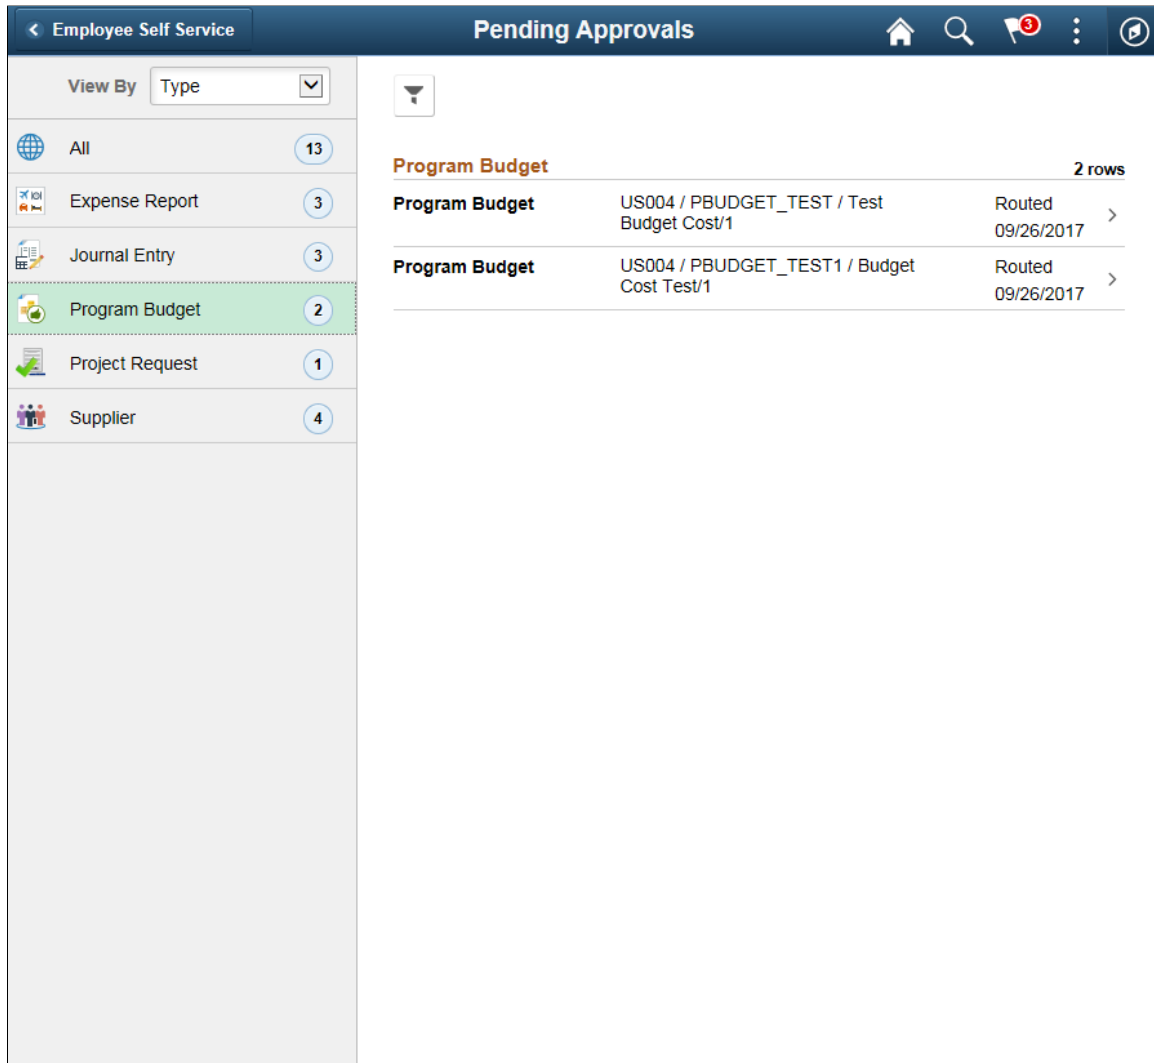 Employee Self Service
Pending Approvals
3
View By
Type
All
13
Expense Report
3
Journal Entry
3
Program Budget
2
Project Request
1
Supplier
4
Program Budget
2 rows
Program Budget
US004 / PBUDGET_TEST / Test
Budget Cost/1
Routed
09/26/2017
Program Budget
US004 / PBUDGET_TEST1 / Budget
Cost Test/1
Routed
09/26/2017